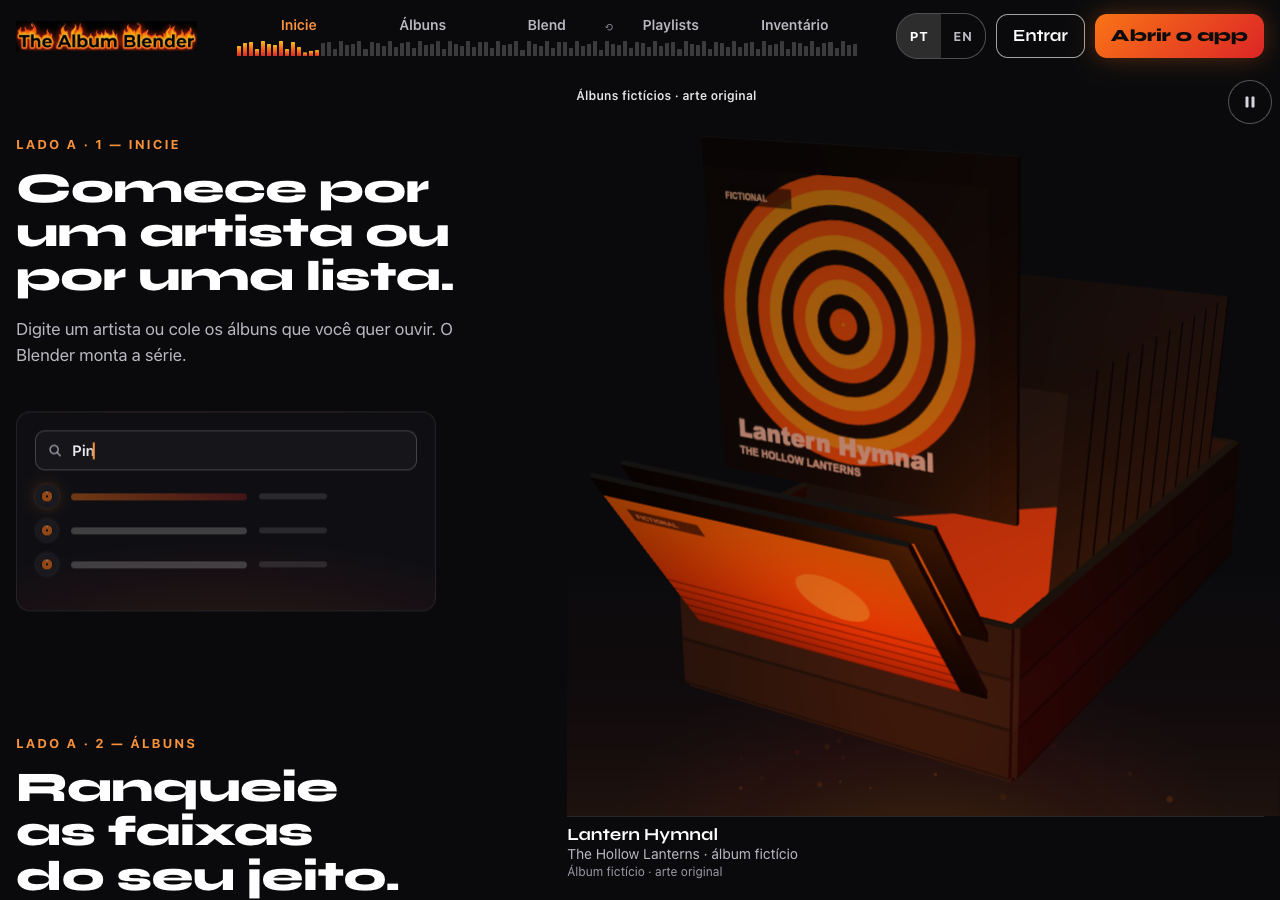 The Album Blender
Inicie
Álbuns
Blend
Playlists
Inventário
PT
EN
Entrar
Abrir o app
Álbuns fictícios · arte original
LADO A · 1 — INICIE
Comece por
um artista ou
por uma lista.
Digite um artista ou cole os álbuns que você quer ouvir. O
Blender monta a série.
Pin
FICTIONAL
Lantern Hymnal
THE HOLLOW LANTERNS
FICTIONAL
LADO A · 2 — ÁLBUNS
Ranqueie
as faixas
do seu jeito.
Lantern Hymnal
The Hollow Lanterns · álbum fictício
Álbum fictício · arte original